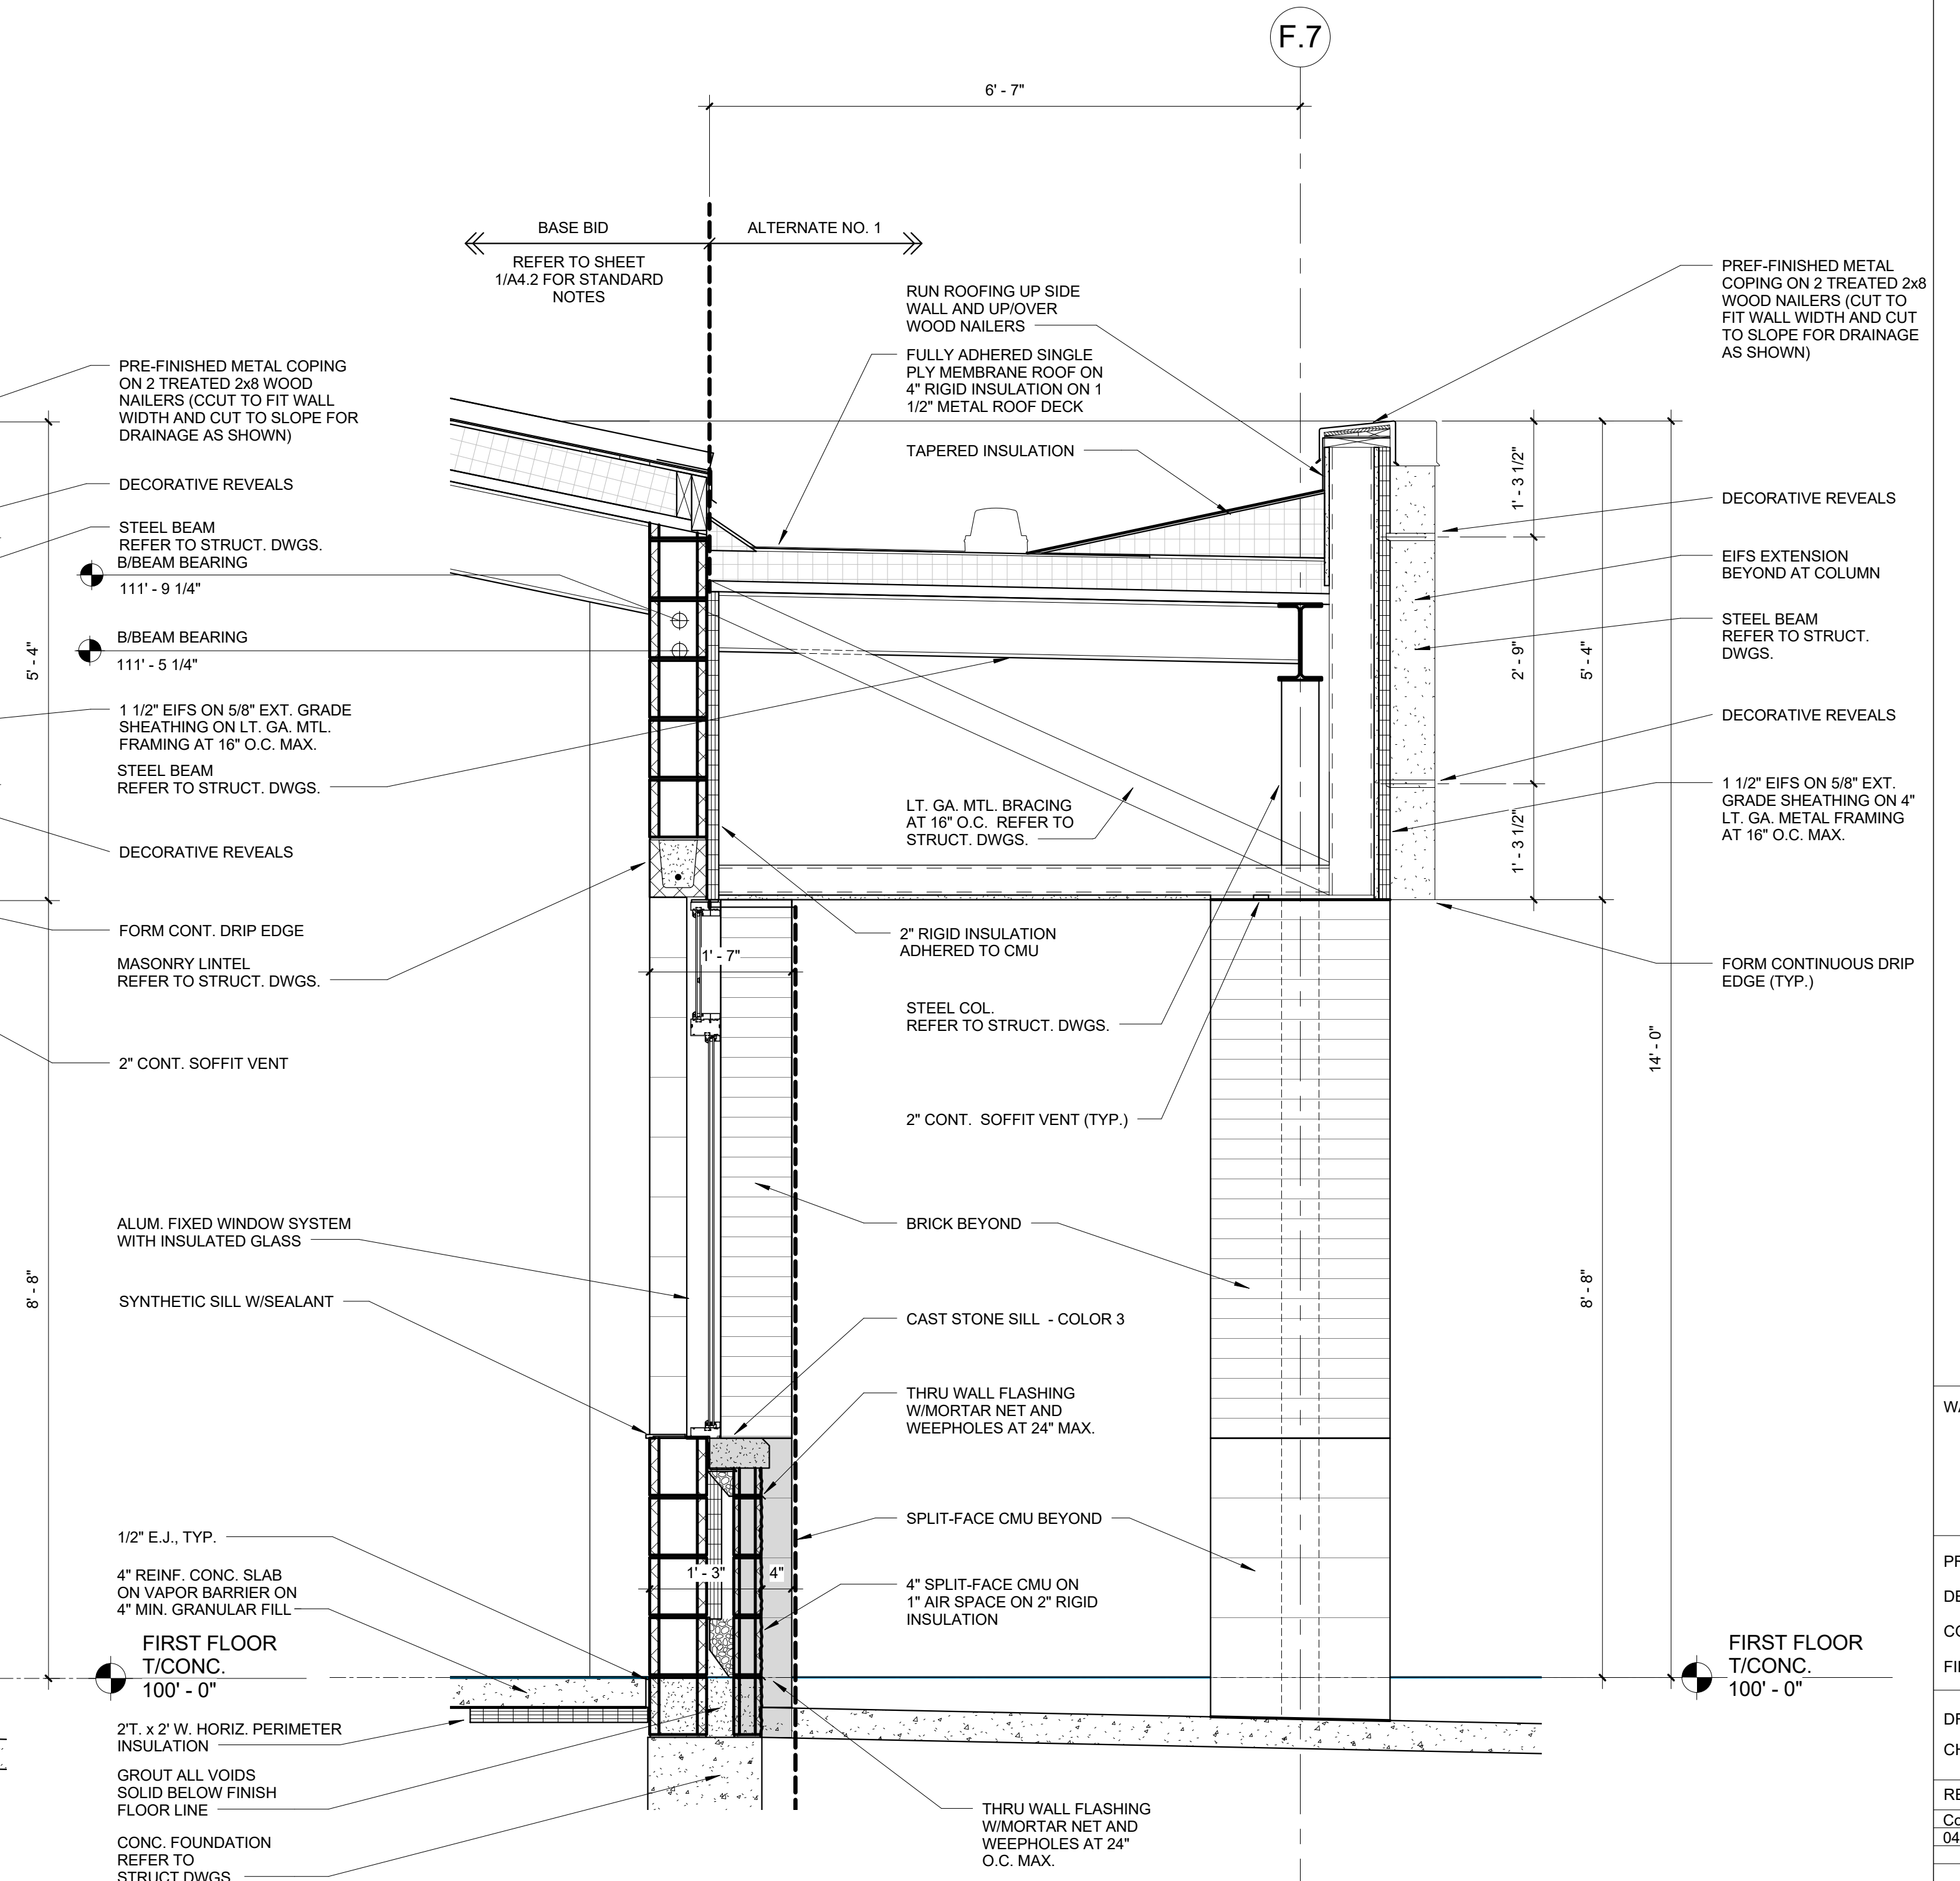 F.7
6' - 7"
BASE BID
ALTERNATE NO. 1
REFER TO SHEET
1/A4.2 FOR STANDARD
NOTES
PRE-FINISHED METAL COPING
ON 2 TREATED 2x8 WOOD
NAILERS (CCUT TO FIT WALL
WIDTH AND CUT TO SLOPE FOR
DRAINAGE AS SHOWN)
DECORATIVE REVEALS
STEEL BEAM
REFER TO STRUCT. DWGS.
B/BEAM BEARING
111' - 9 1/4"
B/BEAM BEARING
111' - 5 1/4"
5' - 4"
1 1/2" EIFS ON 5/8" EXT. GRADE
SHEATHING ON LT. GA. MTL.
FRAMING AT 16" O.C. MAX.
STEEL BEAM
REFER TO STRUCT. DWGS.
DECORATIVE REVEALS
FORM CONT. DRIP EDGE
MASONRY LINTEL
REFER TO STRUCT. DWGS.
2" CONT. SOFFIT VENT
ALUM. FIXED WINDOW SYSTEM
WITH INSULATED GLASS
8' - 8"
SYNTHETIC SILL W/SEALANT
1/2" E.J., TYP.
4" REINF. CONC. SLAB
ON VAPOR BARRIER ON
4" MIN. GRANULAR FILL
FIRST FLOOR
T/CONC.
100' - 0"
2'T. x 2' W. HORIZ. PERIMETER
INSULATION
GROUT ALL VOIDS
SOLID BELOW FINISH
FLOOR LINE
CONC. FOUNDATION
REFER TO
STRUCT DWGS
RUN ROOFING UP SIDE
WALL AND UP/OVER
WOOD NAILERS
FULLY ADHERED SINGLE
PLY MEMBRANE ROOF ON
4" RIGID INSULATION ON 1
1/2" METAL ROOF DECK
TAPERED INSULATION
LT. GA. MTL. BRACING
AT 16" O.C. REFER TO
STRUCT. DWGS.
1' - 7"
2" RIGID INSULATION
ADHERED TO CMU
STEEL COL.
REFER TO STRUCT. DWGS.
2" CONT. SOFFIT VENT (TYP.)
BRICK BEYOND
CAST STONE SILL - COLOR 3
THRU WALL FLASHING
W/MORTAR NET AND
WEEPHOLES AT 24" MAX.
SPLIT-FACE CMU BEYOND
1' - 3"
4"
4" SPLIT-FACE CMU ON
1" AIR SPACE ON 2" RIGID
INSULATION
THRU WALL FLASHING
W/MORTAR NET AND
WEEPHOLES AT 24"
O.C. MAX.
PREF-FINISHED METAL
COPING ON 2 TREATED 2x8
WOOD NAILERS (CUT TO
FIT WALL WIDTH AND CUT
TO SLOPE FOR DRAINAGE
AS SHOWN)
1' - 3 1/2"
DECORATIVE REVEALS
EIFS EXTENSION
BEYOND AT COLUMN
STEEL BEAM
REFER TO STRUCT.
DWGS.
2' - 9"
5' - 4"
DECORATIVE REVEALS
1 1/2" EIFS ON 5/8" EXT.
GRADE SHEATHING ON 4"
LT. GA. METAL FRAMING
AT 16" O.C. MAX.
1' - 3 1/2"
FORM CONTINUOUS DRIP
EDGE (TYP.)
14' - 0"
8' - 8"
FIRST FLOOR
T/CONC.
100' - 0"
04